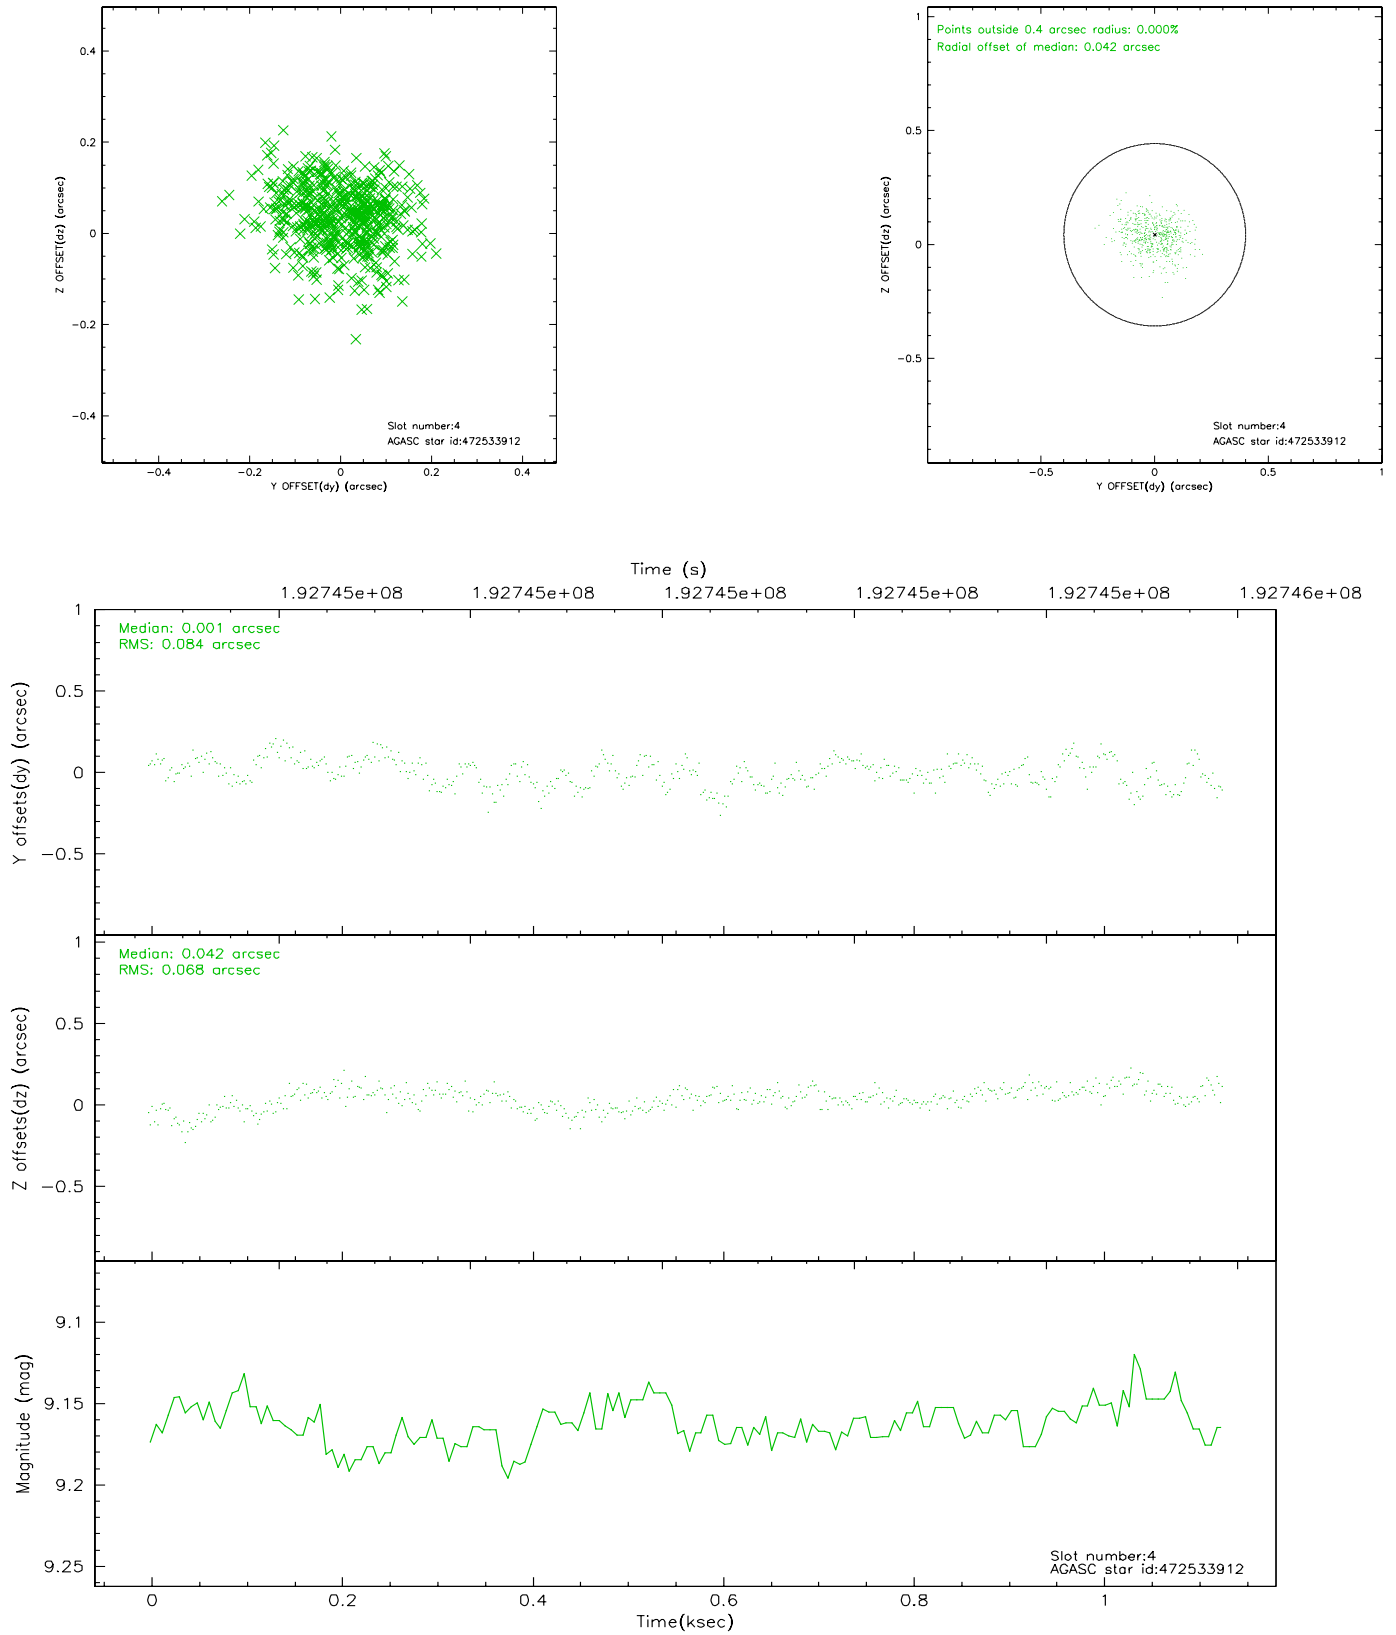 0.4
0.2
0
−0.2
−0.4
Z OFFSET(dz) (arcsec)
Slot number:4
AGASC star id:472533912
−0.4 −0.2 0 0.2 0.4
Y OFFSET(dy) (arcsec)
1
0.5
0
−0.5
Z OFFSET(dz) (arcsec)
Points outside 0.4 arcsec radius: 0.000%
Radial offset of median: 0.042 arcsec
Slot number:4
AGASC star id:472533912
−0.5 0 0.5 1
Y OFFSET(dy) (arcsec)
Time (s)
1.92745e+08 1.92745e+08 1.92745e+08 1.92745e+08 1.92745e+08 1.92746e+08
1
0.5
0
−0.5
Y offsets(dy) (arcsec)
Median: 0.001 arcsec
RMS: 0.084 arcsec
1
0.5
0
−0.5
Z offsets(dz) (arcsec)
Median: 0.042 arcsec
RMS: 0.068 arcsec
9.1
9.15
9.2
9.25
Magnitude (mag)
Slot number:4
AGASC star id:472533912
0 0.2 0.4 0.6 0.8 1
Time(ksec)